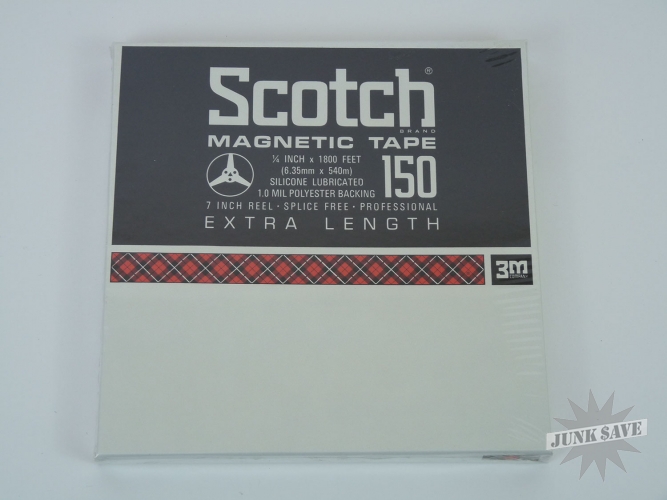 Scotch®
BRAND
MAGNETIC TAPE
¼ INCH x 1800 FEET
(6.35mm x 540m)
SILICONE LUBRICATED
1.0 MIL POLYESTER BACKING
150
7 INCH REEL · SPLICE FREE · PROFESSIONAL
EXTRA LENGTH
3M
COMPANY
JUNK SAVE